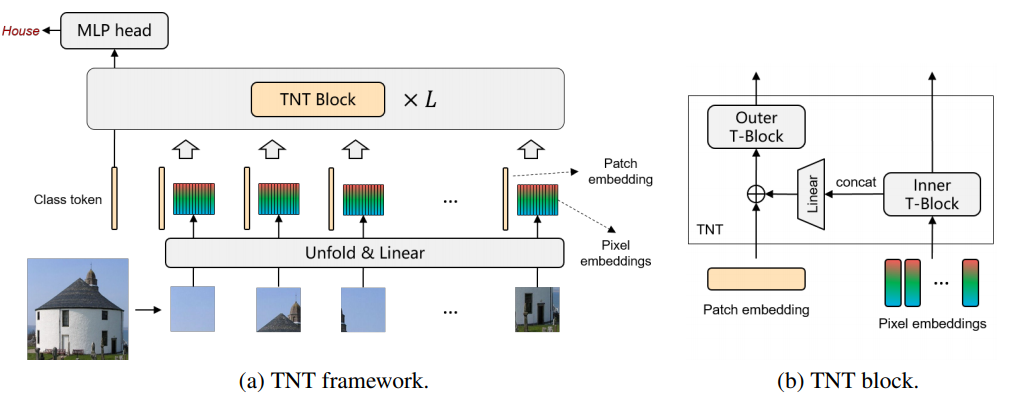 House
MLP head
TNT Block
× L
Class token
Patch
embedding
...
Pixel
embeddings
Unfold & Linear
...
(a) TNT framework.
Outer
T-Block
Linear
concat
Inner
T-Block
TNT
...
Patch embedding
Pixel embeddings
(b) TNT block.